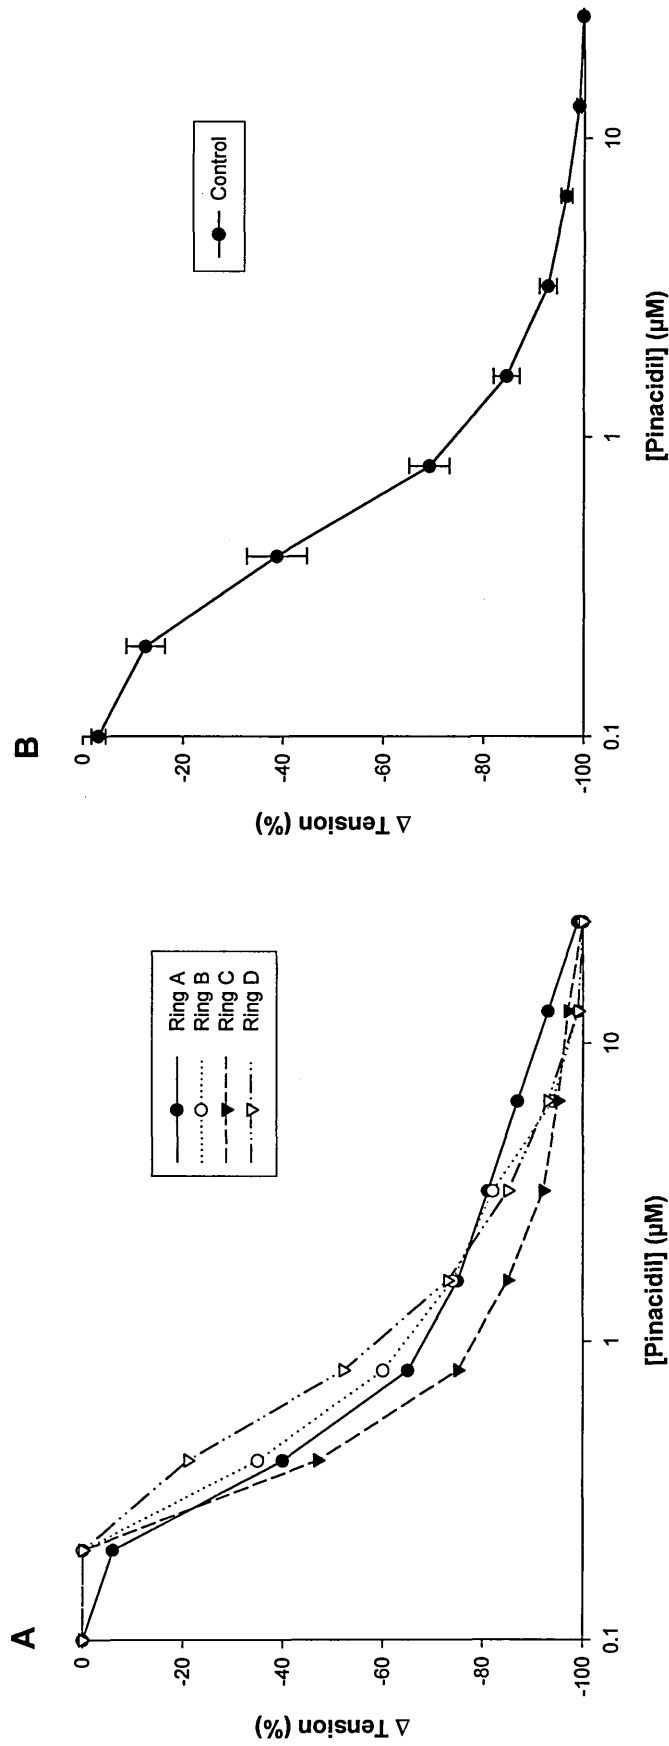 A
Δ Tension (%)
0
-20
-40
-60
-80
-100
0.1
1
10
[Pinacidil] (µM)
Ring A
Ring B
Ring C
Ring D
B
Δ Tension (%)
0
-20
-40
-60
-80
-100
0.1
1
10
[Pinacidil] (µM)
Control